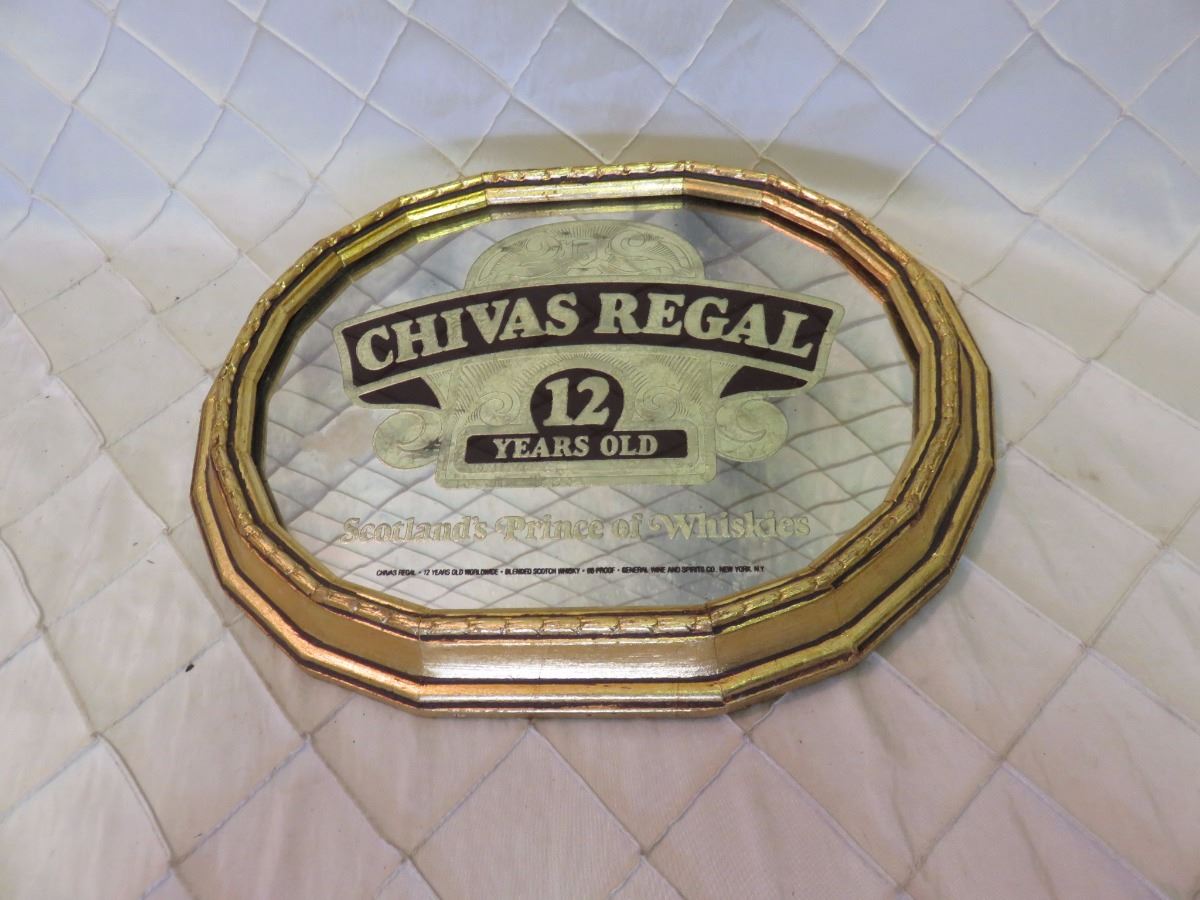 CHIVAS REGAL
12
YEARS OLD
Scotland's Prince of Whiskies
CHIVAS REGAL • 12 YEARS OLD WORLDWIDE • BLENDED SCOTCH WHISKY • 86 PROOF • GENERAL WINE AND SPIRITS CO., NEW YORK, N.Y.